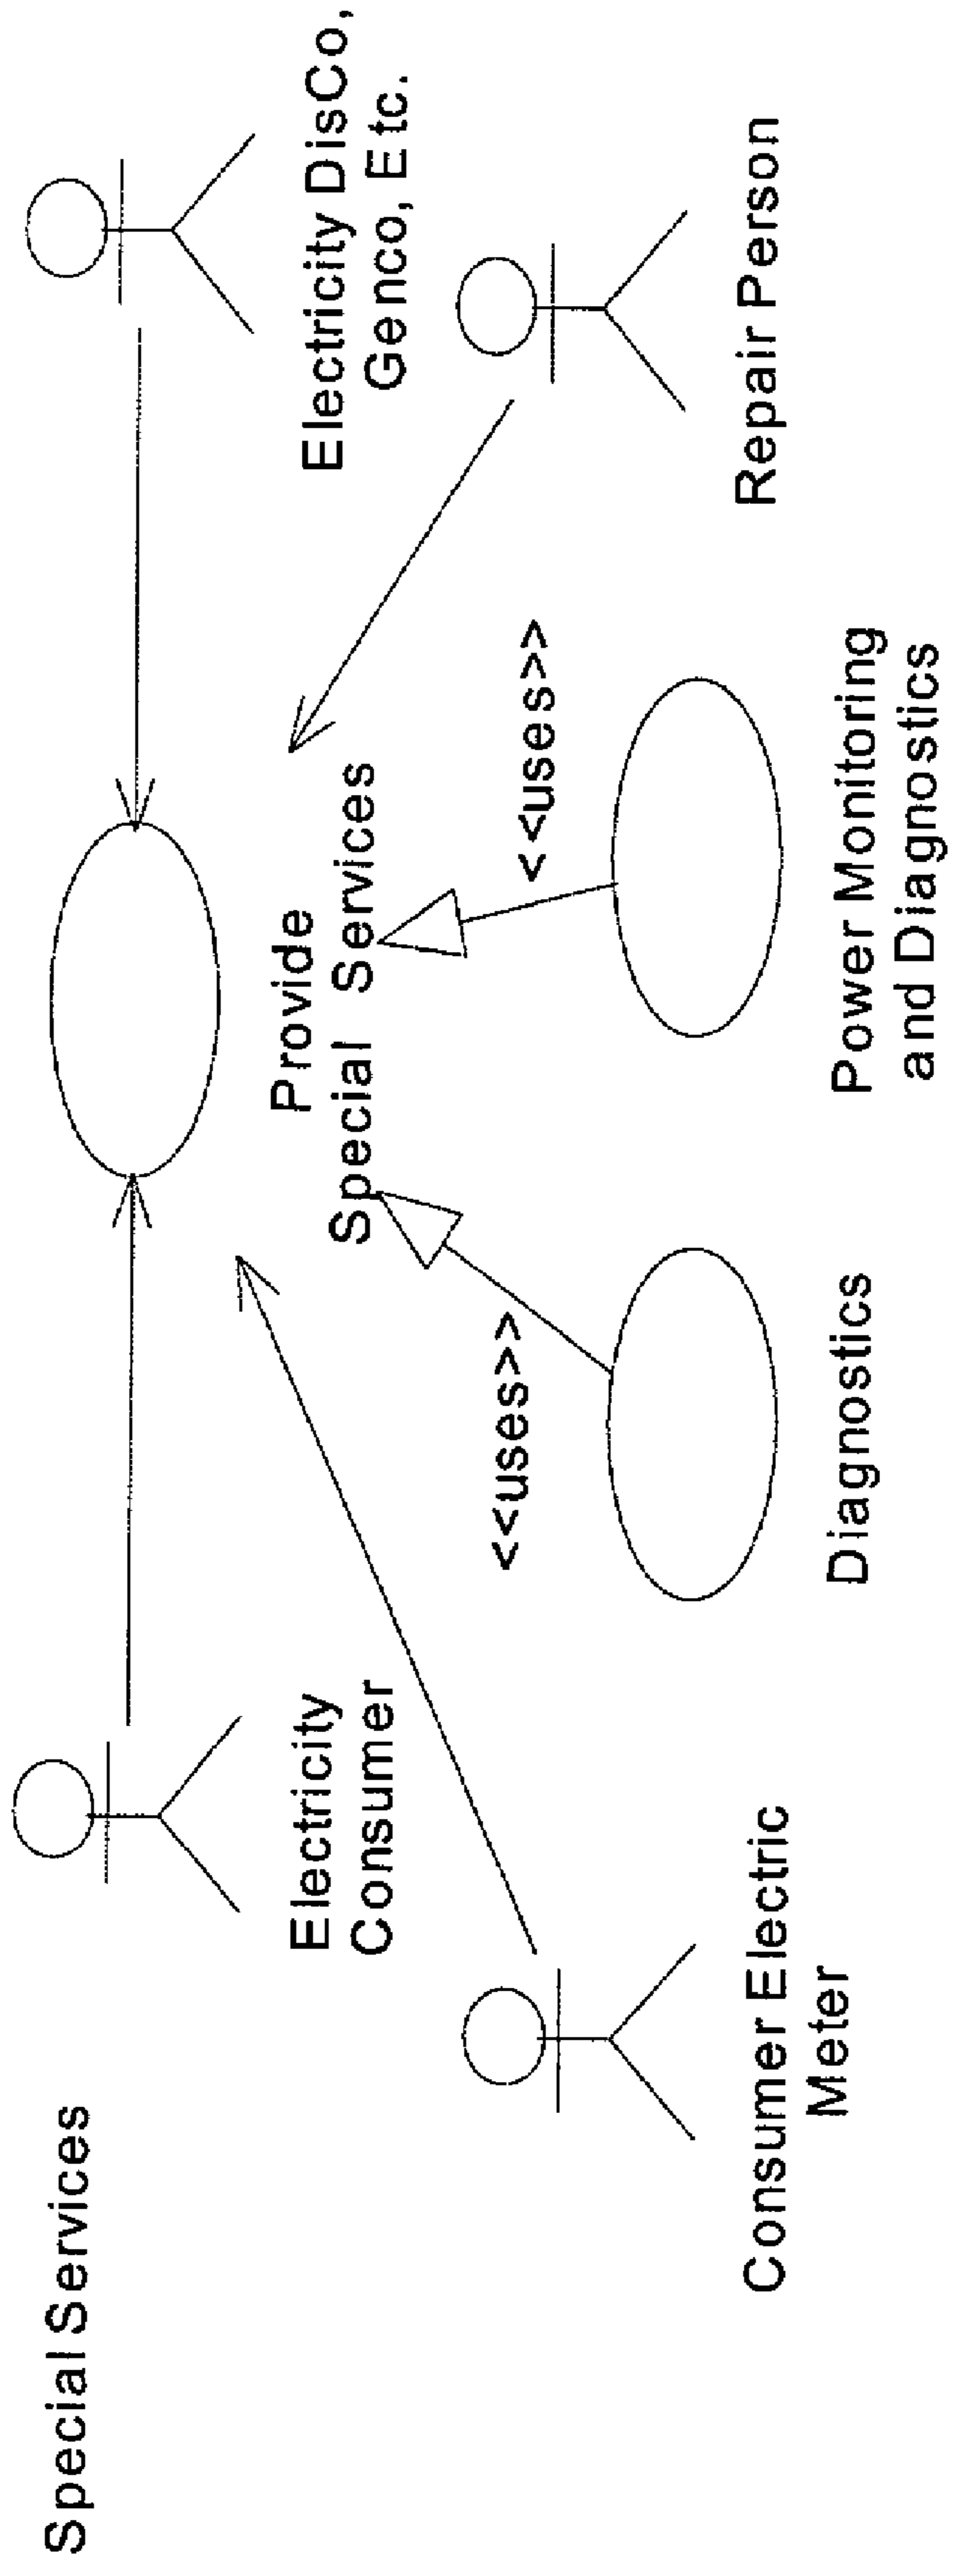 Special Services
Electricity
Consumer
Consumer Electric
Meter
Provide
Special Services
<<uses>>
Diagnostics
<<uses>>
Power Monitoring
and Diagnostics
Electricity DisCo,
Genco, Etc.
Repair Person